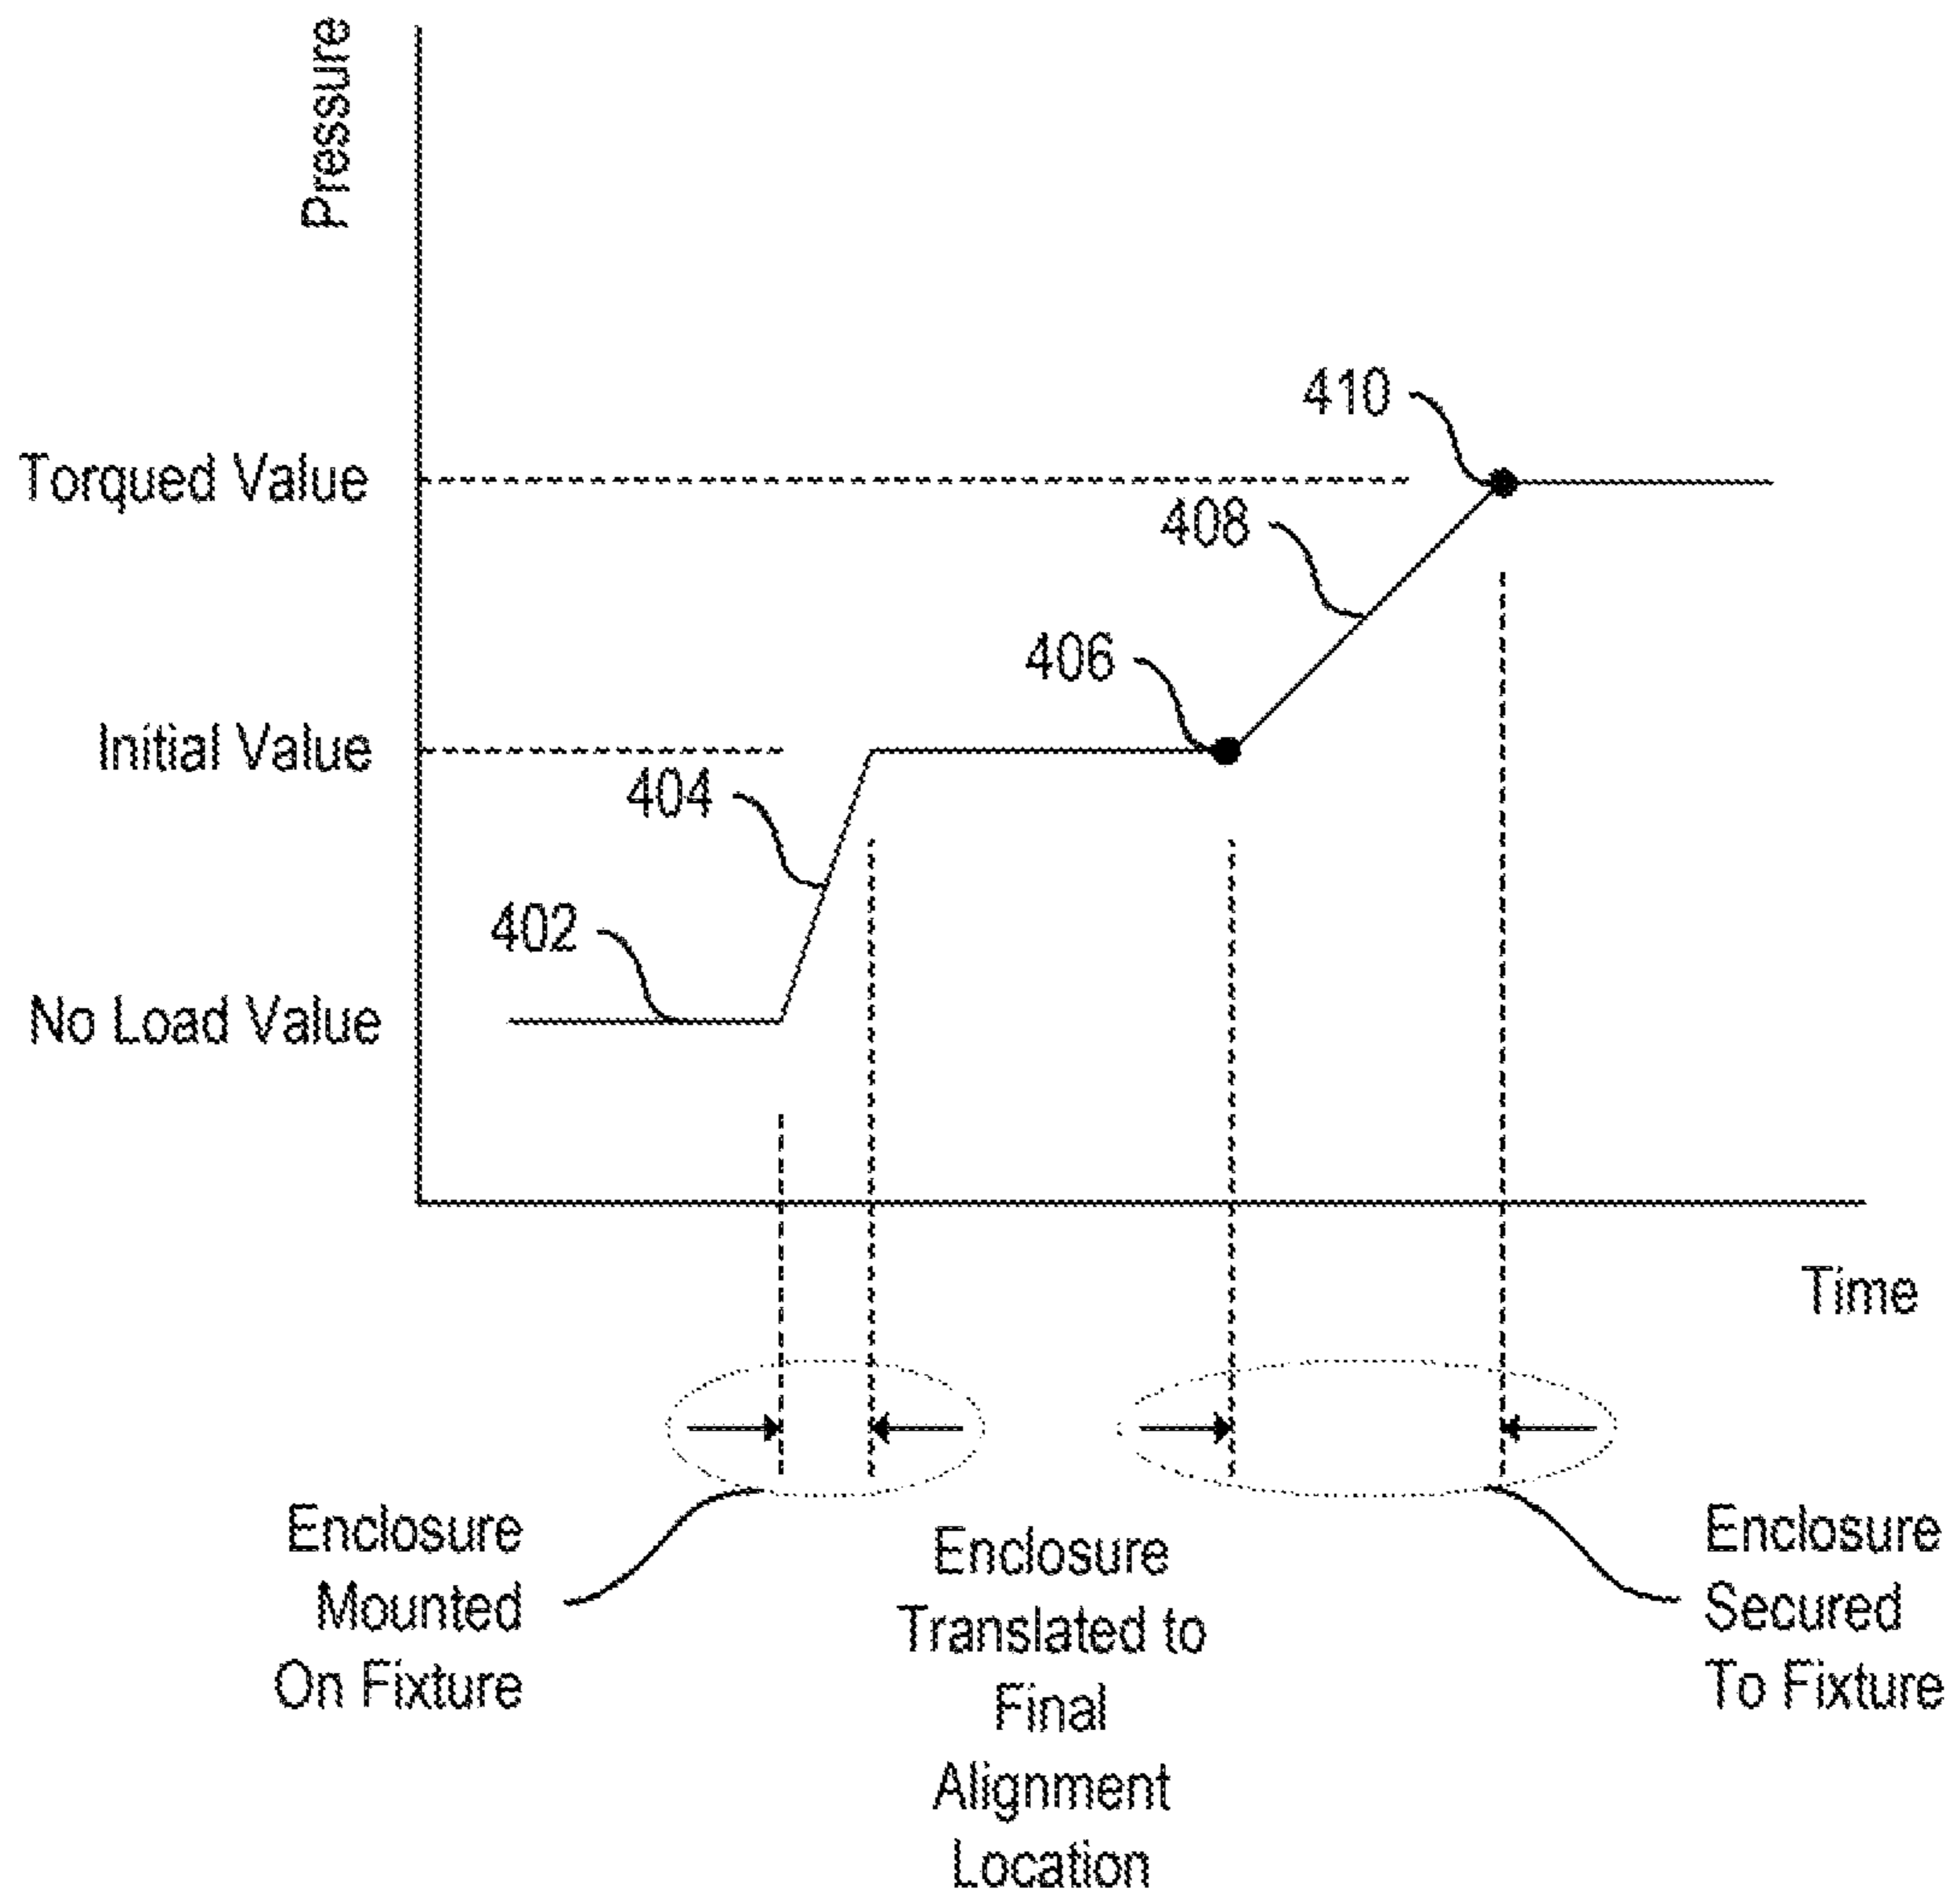 Pressure
410
Torqued Value
408
406
Initial Value
404
402
No Load Value
Time
Enclosure
Mounted
On Fixture
Enclosure
Translated to
Final
Alignment
Location
Enclosure
Secured
To Fixture